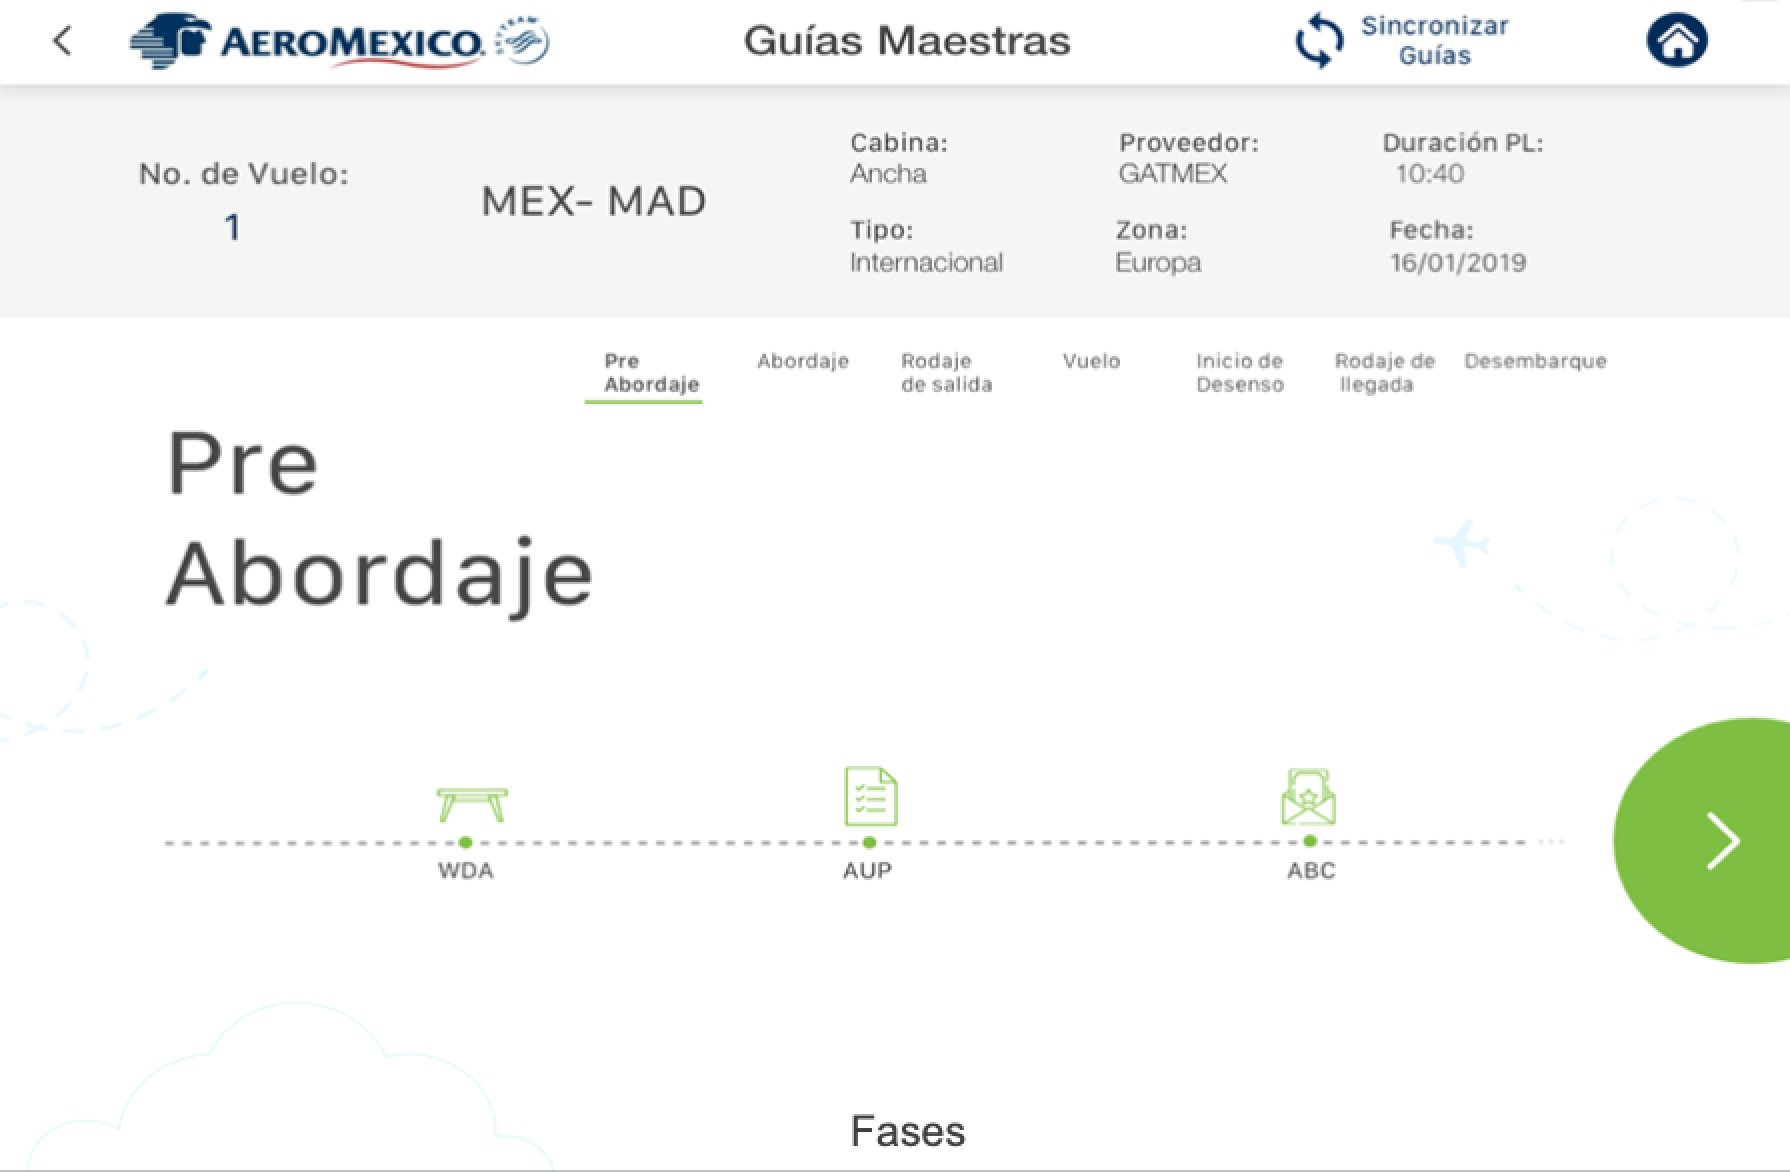 AEROMEXICO.
Guías Maestras
Sincronizar
Guías
No. de Vuelo:
1
MEX- MAD
Cabina:
Ancha
Tipo:
Internacional
Proveedor:
GATMEX
Zona:
Europa
Duración PL:
10:40
Fecha:
16/01/2019
Pre
Abordaje
Abordaje
Rodaje
de salida
Vuelo
Inicio de
Desenso
Rodaje de
llegada
Desembarque
Pre
Abordaje
WDA
AUP
ABC
Fases